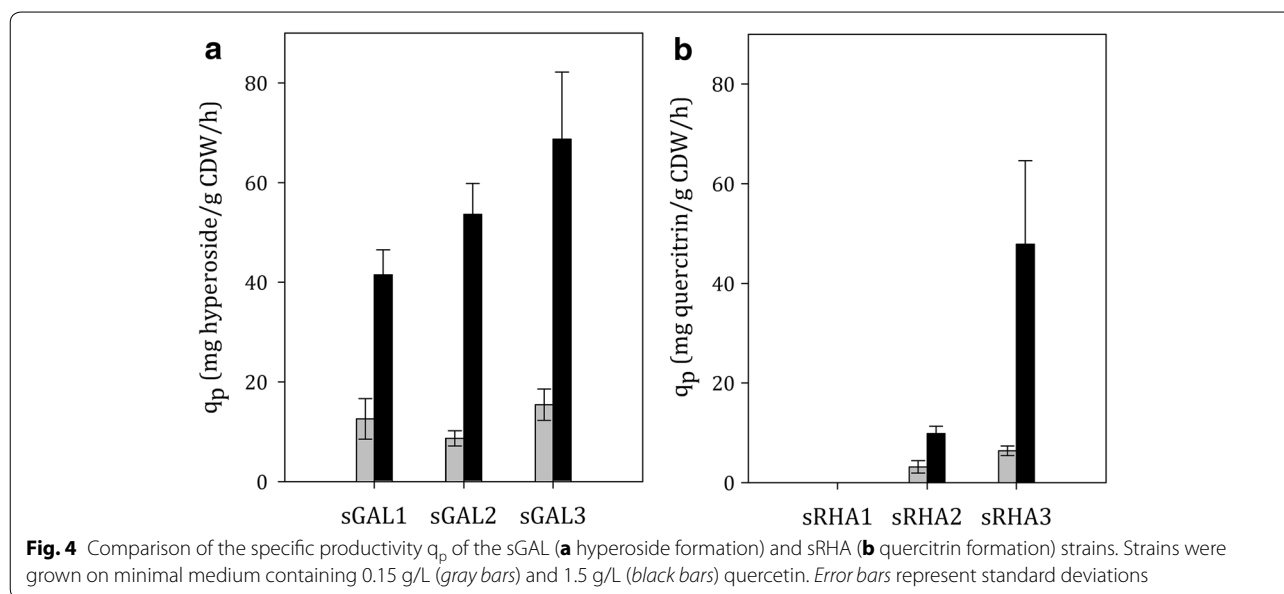 a
q_p (mg hyperoside/g CDW/h)
80
60
40
20
0
sGAL1 sGAL2 sGAL3
b
q_p (mg quercitrin/g CDW/h)
80
60
40
20
0
sRHA1 sRHA2 sRHA3
Fig. 4 Comparison of the specific productivity q_p of the sGAL (a hyperoside formation) and sRHA (b quercitrin formation) strains. Strains were
grown on minimal medium containing 0.15 g/L (gray bars) and 1.5 g/L (black bars) quercetin. Error bars represent standard deviations